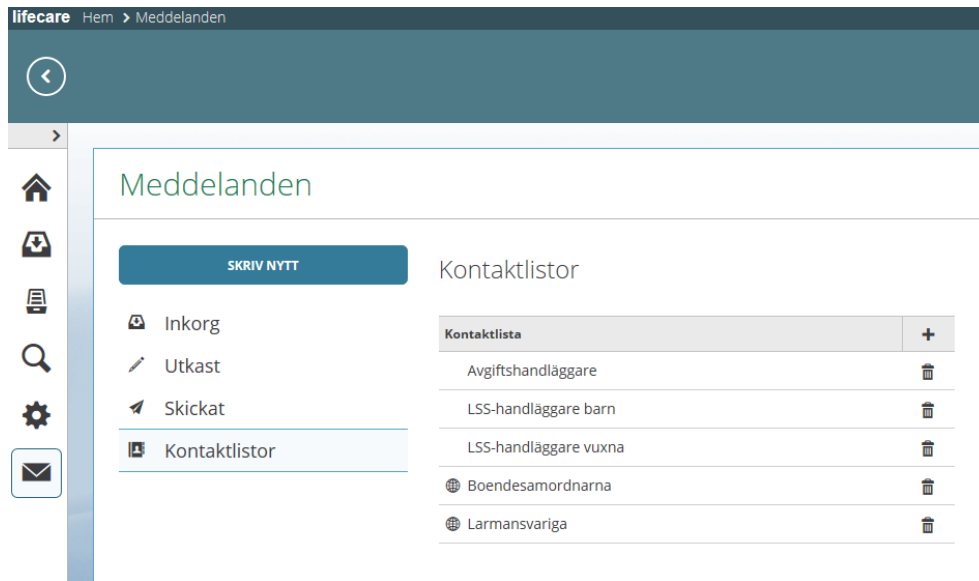 lifecare Hem > Meddelanden
Meddelanden
SKRIV NYTT
Inkorg
Utkast
Skickat
Kontaktlistor
Kontaktlistor
Kontaktlista +
Avgiftshandläggare
LSS-handläggare barn
LSS-handläggare vuxna
Boendesamordnarna
Larmansvariga